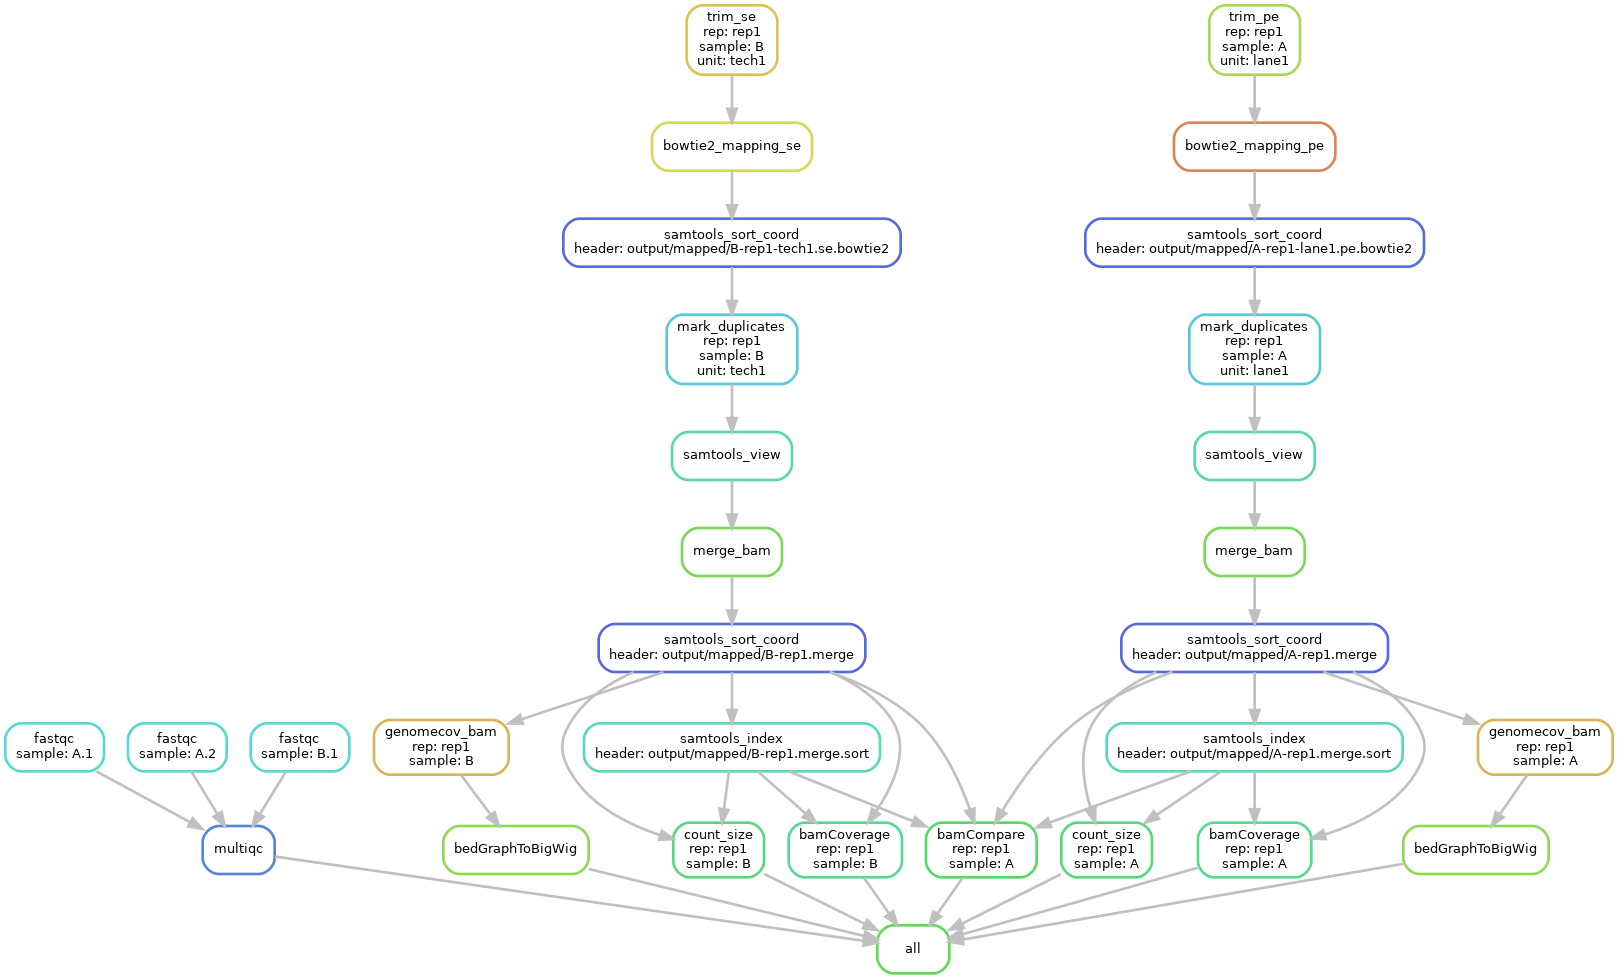 trim_se
rep: rep1
sample: B
unit: tech1
trim_pe
rep: rep1
sample: A
unit: lane1
bowtie2_mapping_se
bowtie2_mapping_pe
samtools_sort_coord
header: output/mapped/B-rep1-tech1.se.bowtie2
samtools_sort_coord
header: output/mapped/A-rep1-lane1.pe.bowtie2
mark_duplicates
rep: rep1
sample: B
unit: tech1
mark_duplicates
rep: rep1
sample: A
unit: lane1
samtools_view
samtools_view
merge_bam
merge_bam
samtools_sort_coord
header: output/mapped/B-rep1.merge
samtools_sort_coord
header: output/mapped/A-rep1.merge
fastqc
sample: A.1
fastqc
sample: A.2
fastqc
sample: B.1
genomecov_bam
rep: rep1
sample: B
samtools_index
header: output/mapped/B-rep1.merge.sort
samtools_index
header: output/mapped/A-rep1.merge.sort
genomecov_bam
rep: rep1
sample: A
multiqc
bedGraphToBigWig
count_size
rep: rep1
sample: B
bamCoverage
rep: rep1
sample: B
bamCompare
rep: rep1
sample: A
count_size
rep: rep1
sample: A
bamCoverage
rep: rep1
sample: A
bedGraphToBigWig
all